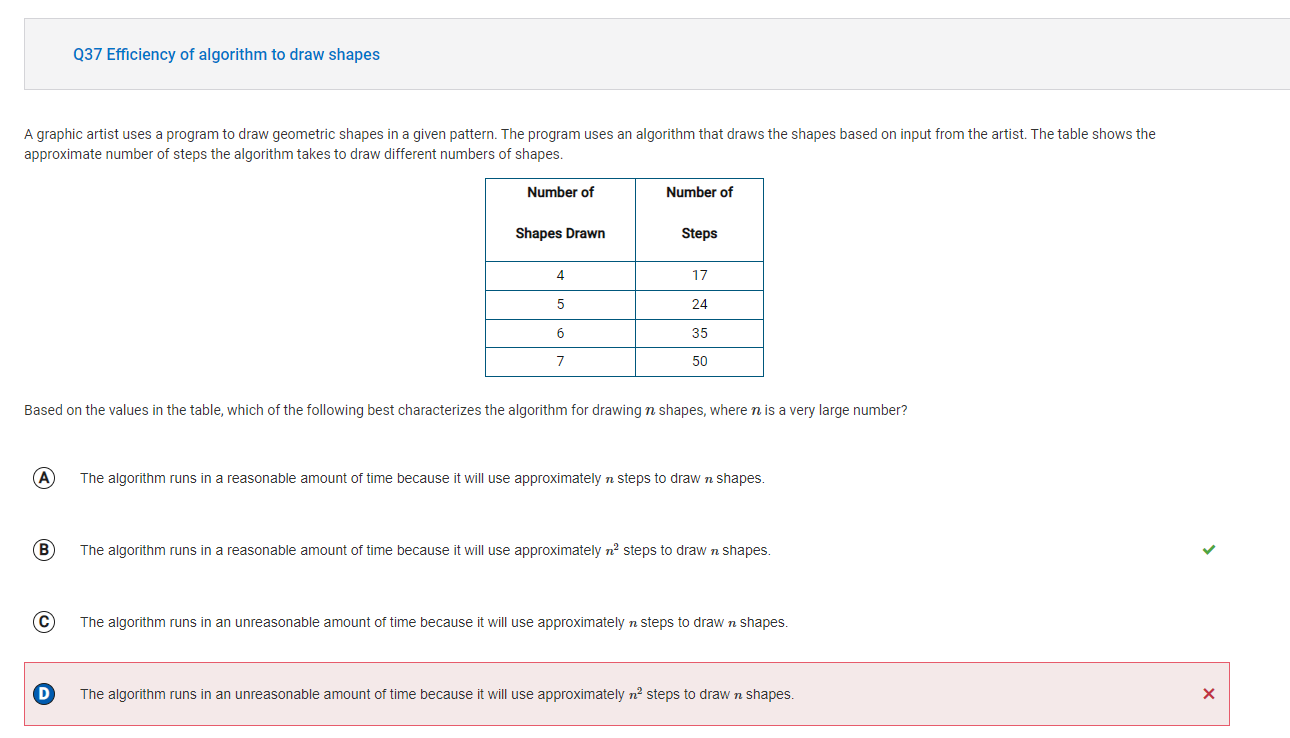 Q37 Efficiency of algorithm to draw shapes
A graphic artist uses a program to draw geometric shapes in a given pattern. The program uses an algorithm that draws the shapes based on input from the artist. The table shows the
approximate number of steps the algorithm takes to draw different numbers of shapes.
Number of Number of
Shapes Drawn Steps
4 17
5 24
6 35
7 50
Based on the values in the table, which of the following best characterizes the algorithm for drawing n shapes, where n is a very large number?
A The algorithm runs in a reasonable amount of time because it will use approximately n steps to draw n shapes.
B The algorithm runs in a reasonable amount of time because it will use approximately n² steps to draw n shapes.
C The algorithm runs in an unreasonable amount of time because it will use approximately n steps to draw n shapes.
D The algorithm runs in an unreasonable amount of time because it will use approximately n² steps to draw n shapes.